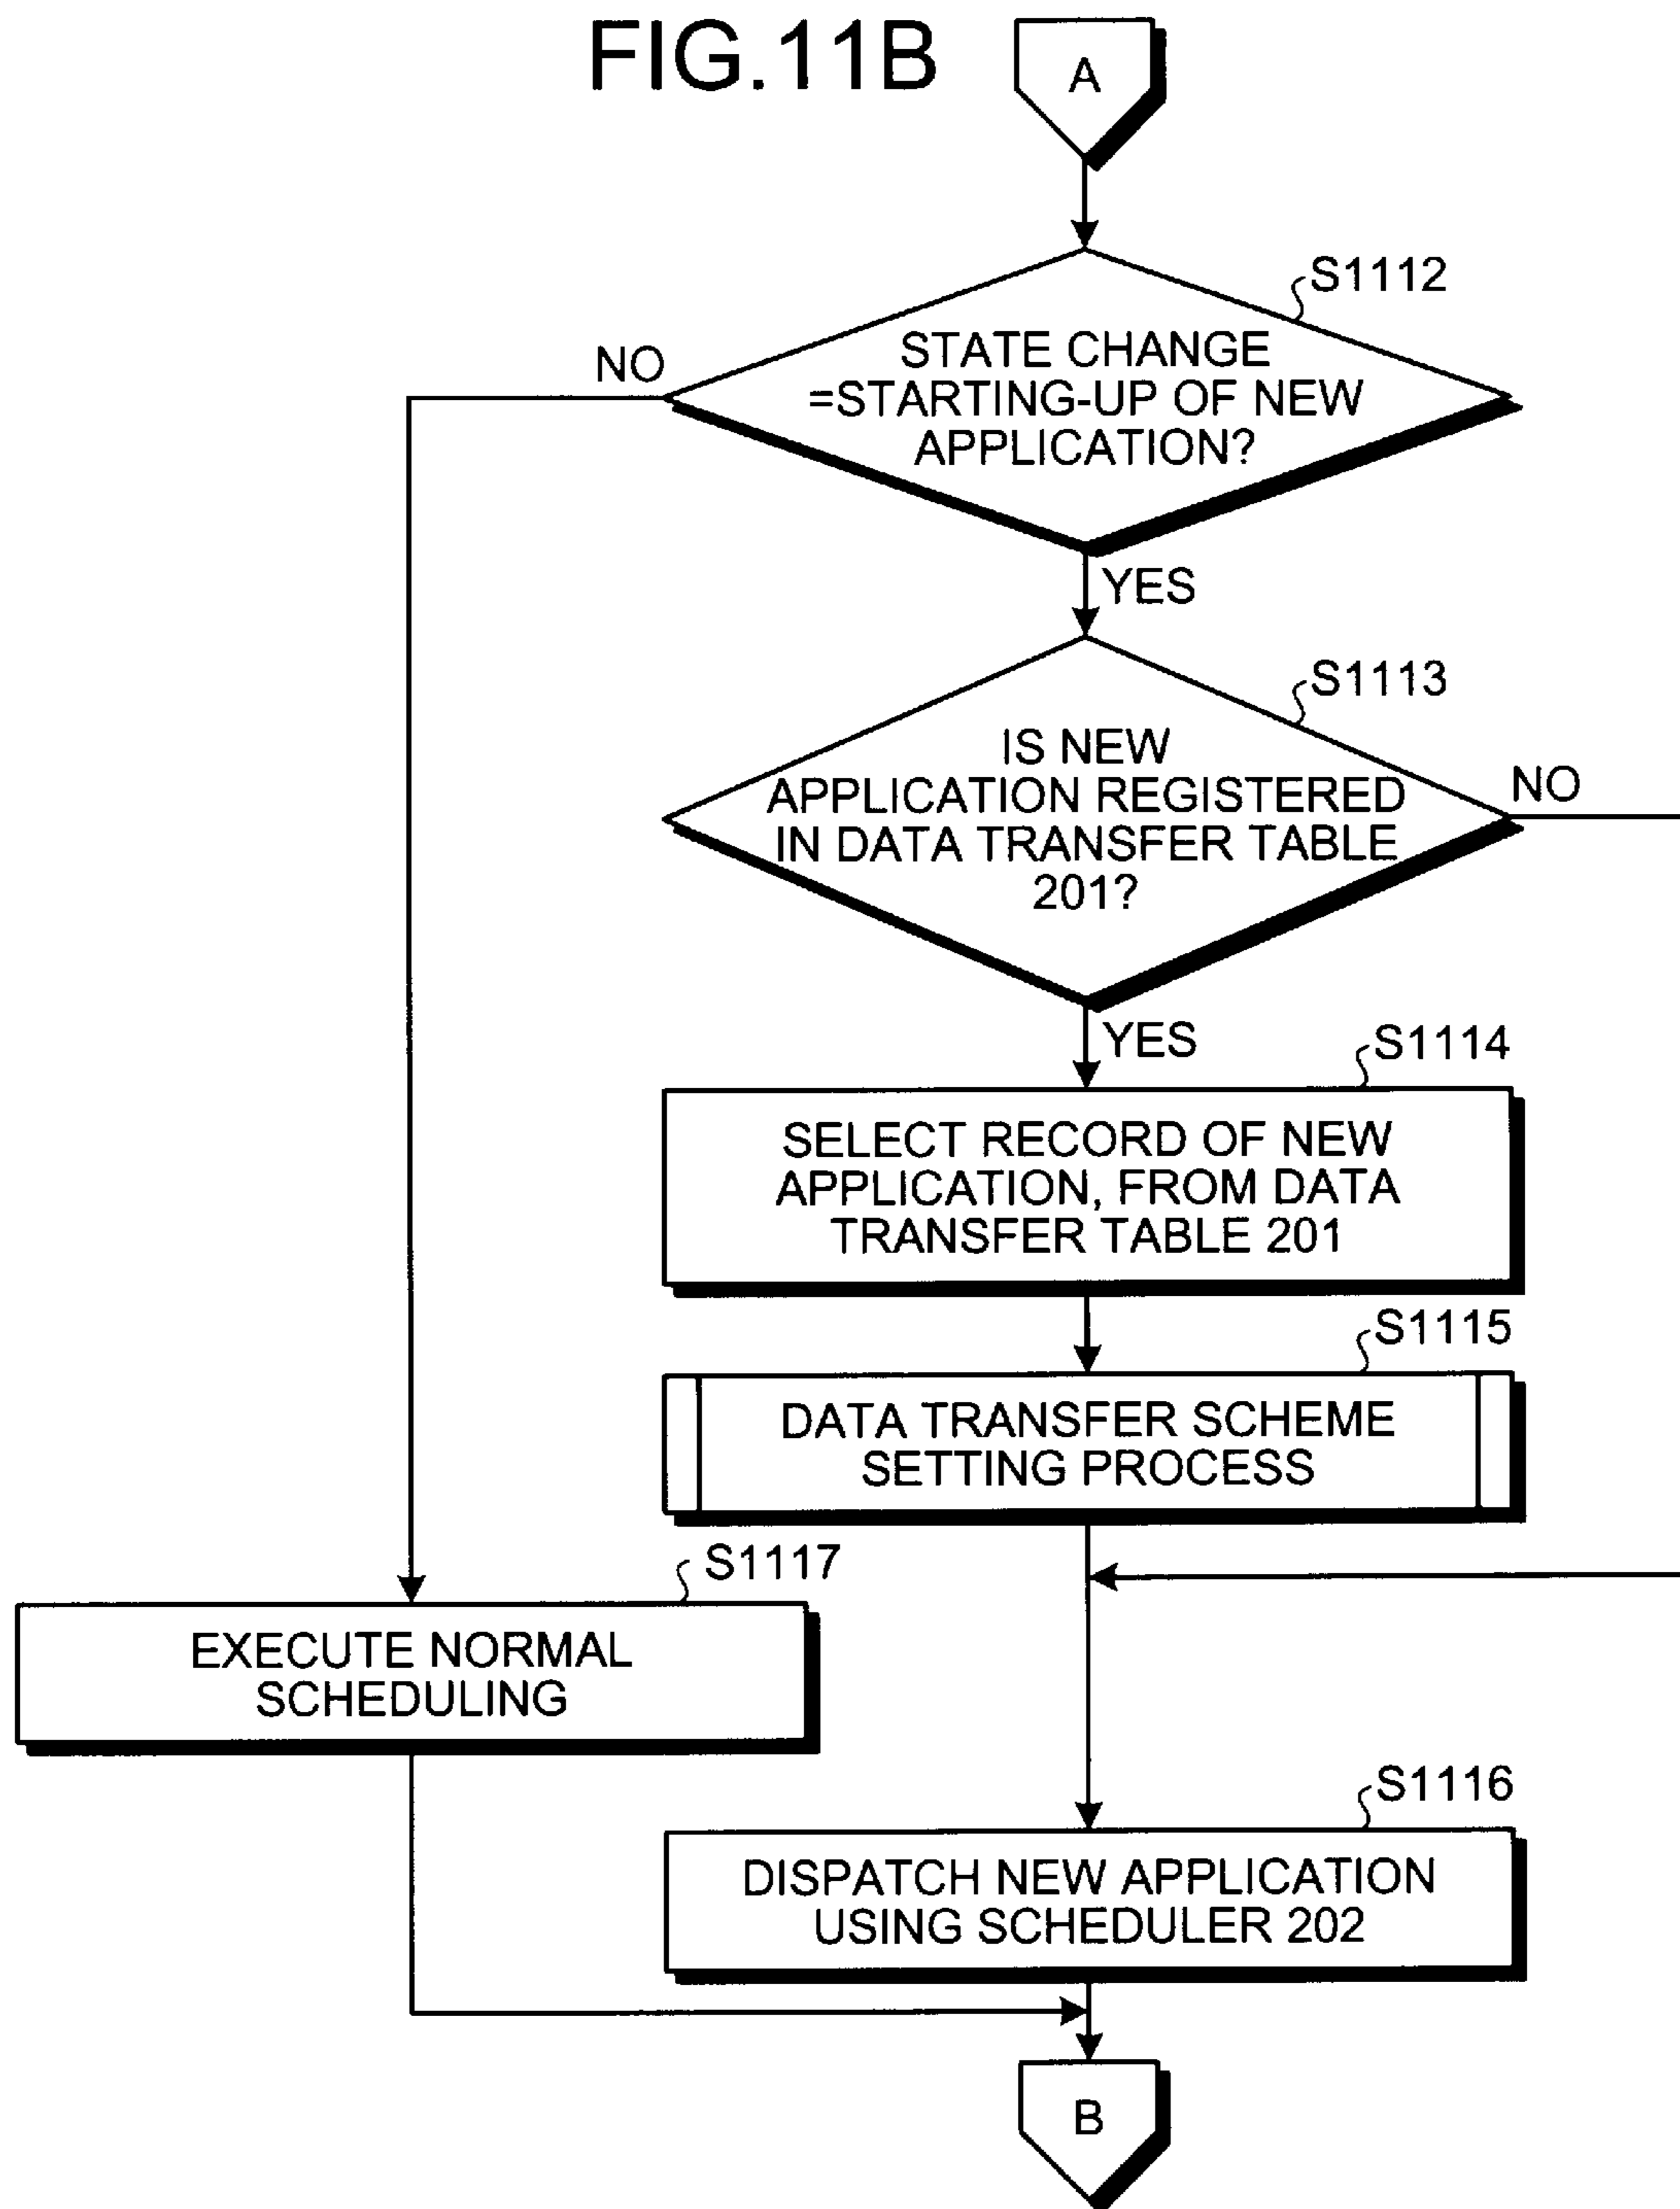 FIG.11B
A
S1112
NO
STATE CHANGE
=STARTING-UP OF NEW
APPLICATION?
YES
S1113
IS NEW
APPLICATION REGISTERED
IN DATA TRANSFER TABLE
201?
NO
YES
S1114
SELECT RECORD OF NEW
APPLICATION, FROM DATA
TRANSFER TABLE 201
S1115
DATA TRANSFER SCHEME
SETTING PROCESS
S1117
EXECUTE NORMAL
SCHEDULING
S1116
DISPATCH NEW APPLICATION
USING SCHEDULER 202
B